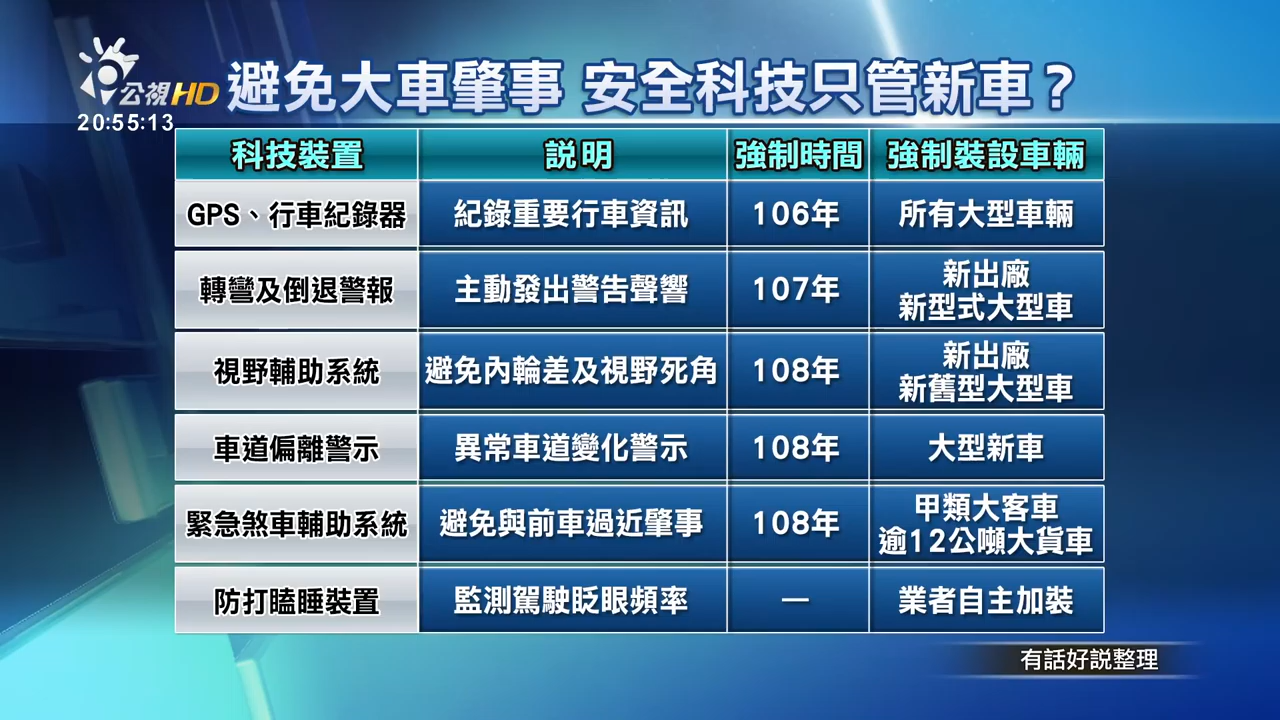 公視HD
20:55:13
避免大車肇事 安全科技只管新車？
科技裝置 說明 強制時間 強制裝設車輛
GPS、行車紀錄器 紀錄重要行車資訊 106年 所有大型車輛
轉彎及倒退警報 主動發出警告聲響 107年 新出廠
新型式大型車
視野輔助系統 避免內輪差及視野死角 108年 新出廠
新舊型大型車
車道偏離警示 異常車道變化警示 108年 大型新車
緊急煞車輔助系統 避免與前車過近肇事 108年 甲類大客車
逾12公噸大貨車
防打瞌睡裝置 監測駕駛眨眼頻率 — 業者自主加裝
有話好說整理